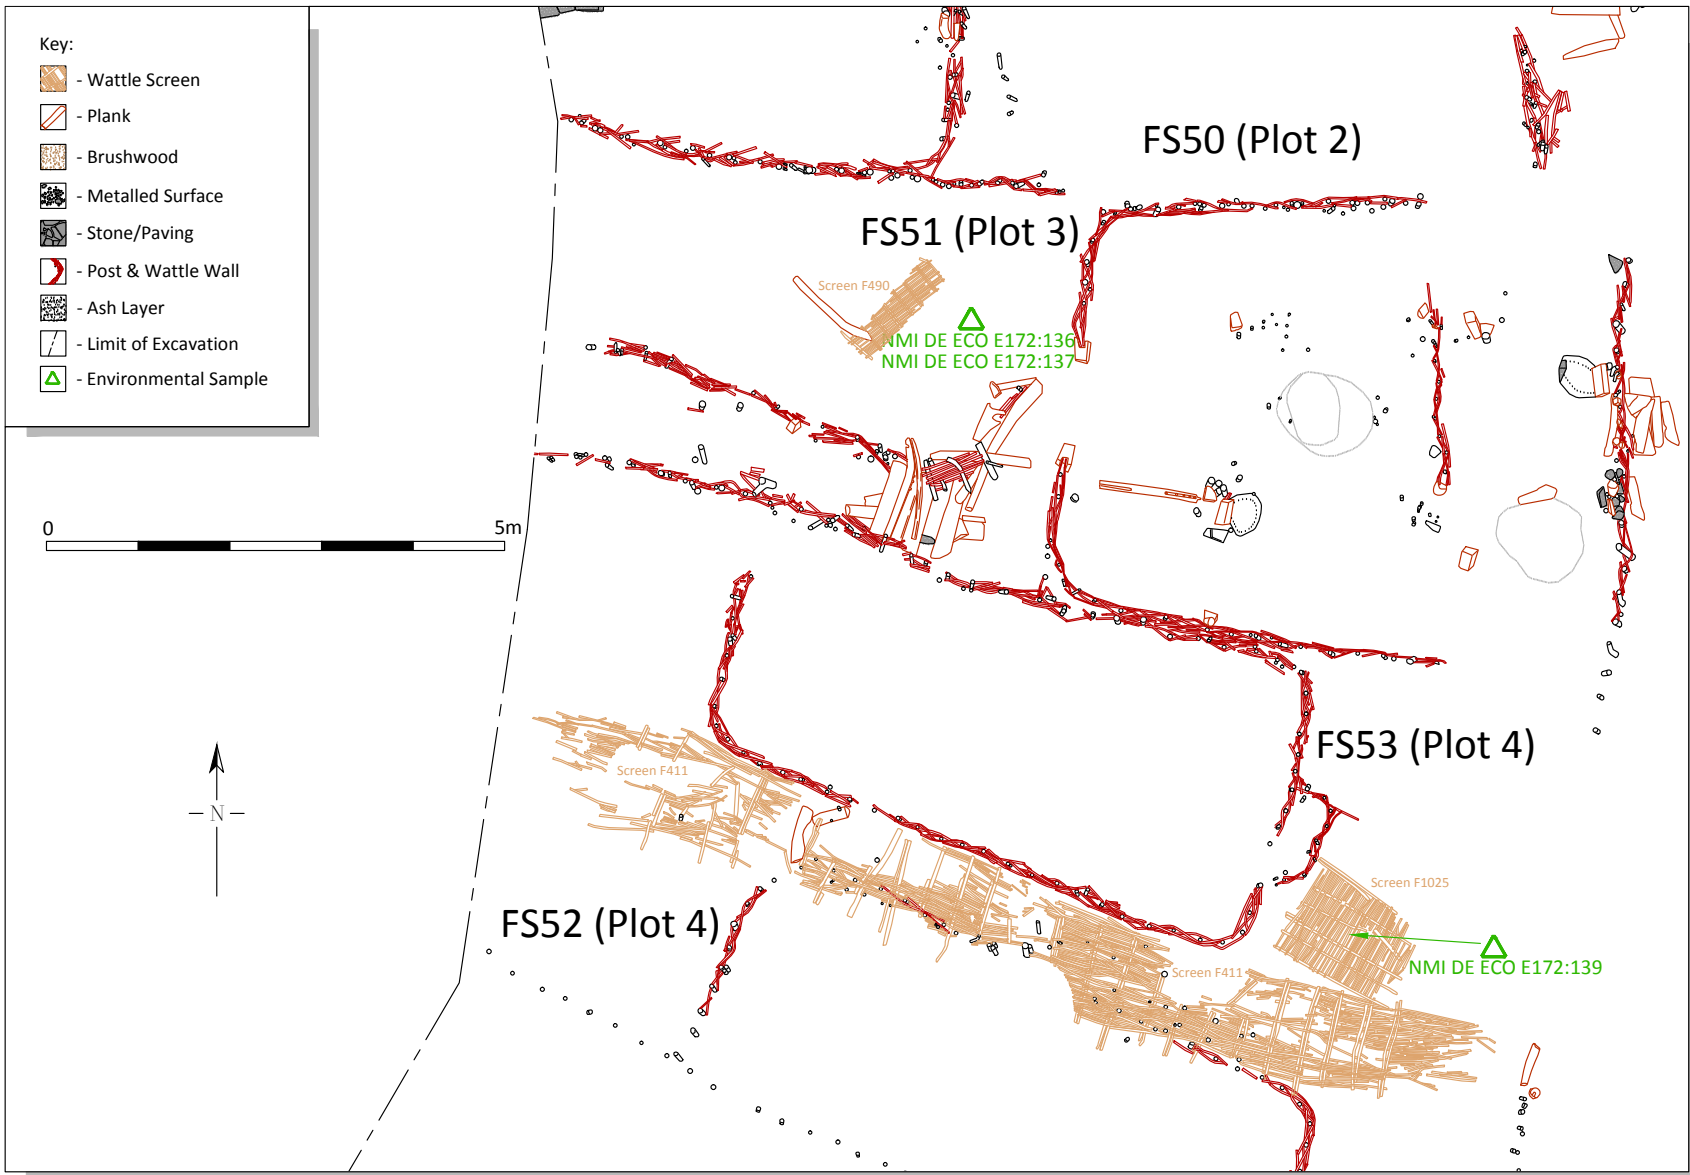 Key:
- Wattle Screen
- Plank
- Brushwood
- Metalled Surface
- Stone/Paving
- Post & Wattle Wall
- Ash Layer
- Limit of Excavation
- Environmental Sample
FS50 (Plot 2)
FS51 (Plot 3)
Screen F490
NMI DE ECO E172:136
NMI DE ECO E172:137
0 5m
N
FS53 (Plot 4)
Screen F411
Screen F1025
FS52 (Plot 4)
NMI DE ECO E172:139
Screen F411